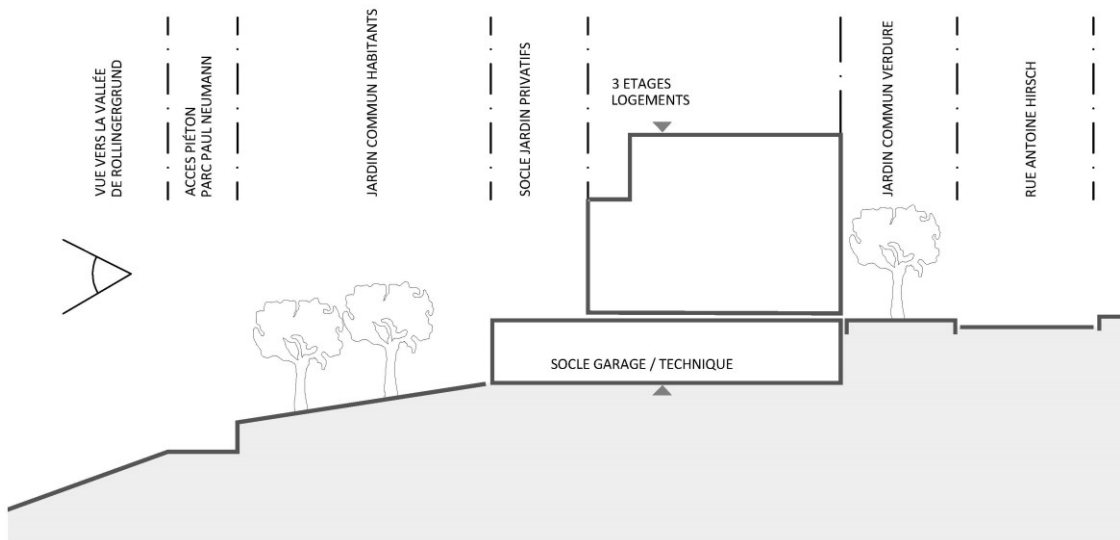 VUE VERS LA VALLÉE
DE ROLLINGERGRUND
ACCES PIÉTON
PARC PAUL NEUMANN
JARDIN COMMUN HABITANTS
SOCLE JARDIN PRIVATIFS
3 ETAGES
LOGEMENTS
JARDIN COMMUN VERDURE
RUE ANTOINE HIRSCH
SOCLE GARAGE / TECHNIQUE